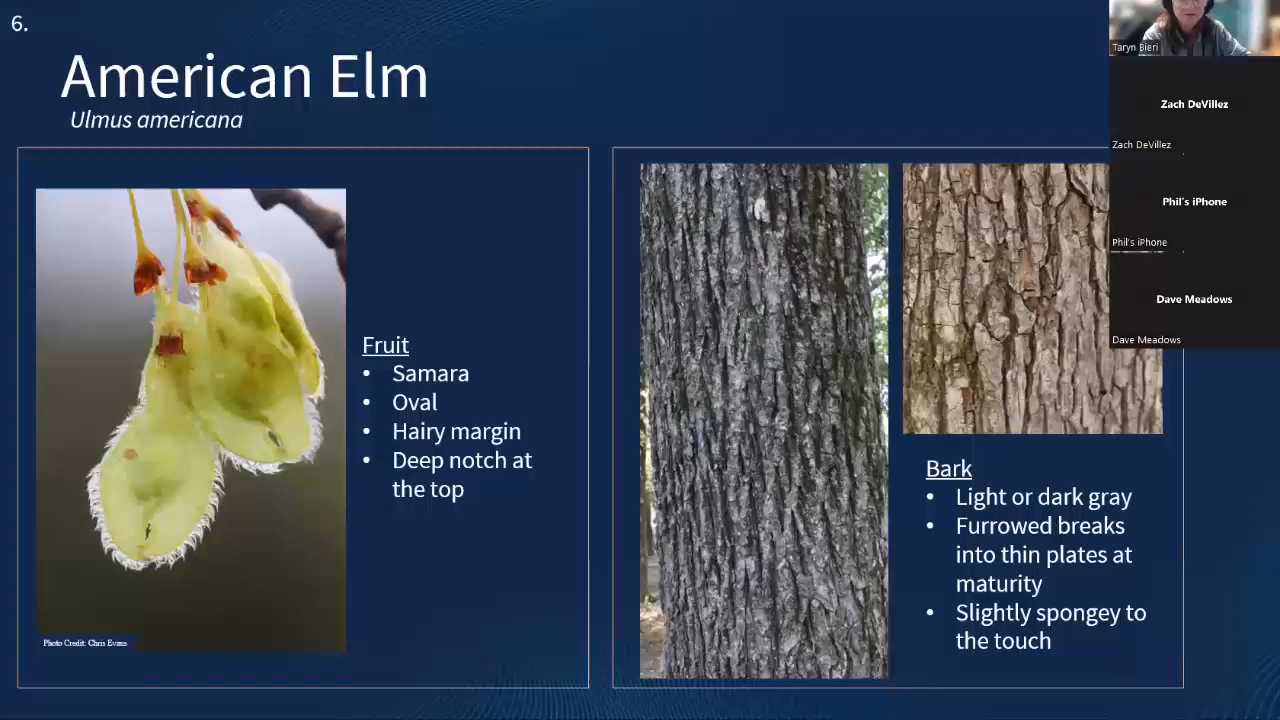 6.
American Elm
Ulmus americana
Fruit
• Samara
• Oval
• Hairy margin
• Deep notch at
the top
Photo Credit: Chris Evans
Bark
• Light or dark gray
• Furrowed breaks
into thin plates at
maturity
• Slightly spongey to
the touch
Taryn Bieri
Zach DeVillez
Zach DeVillez
Phil's iPhone
Phil's iPhone
Dave Meadows
Dave Meadows